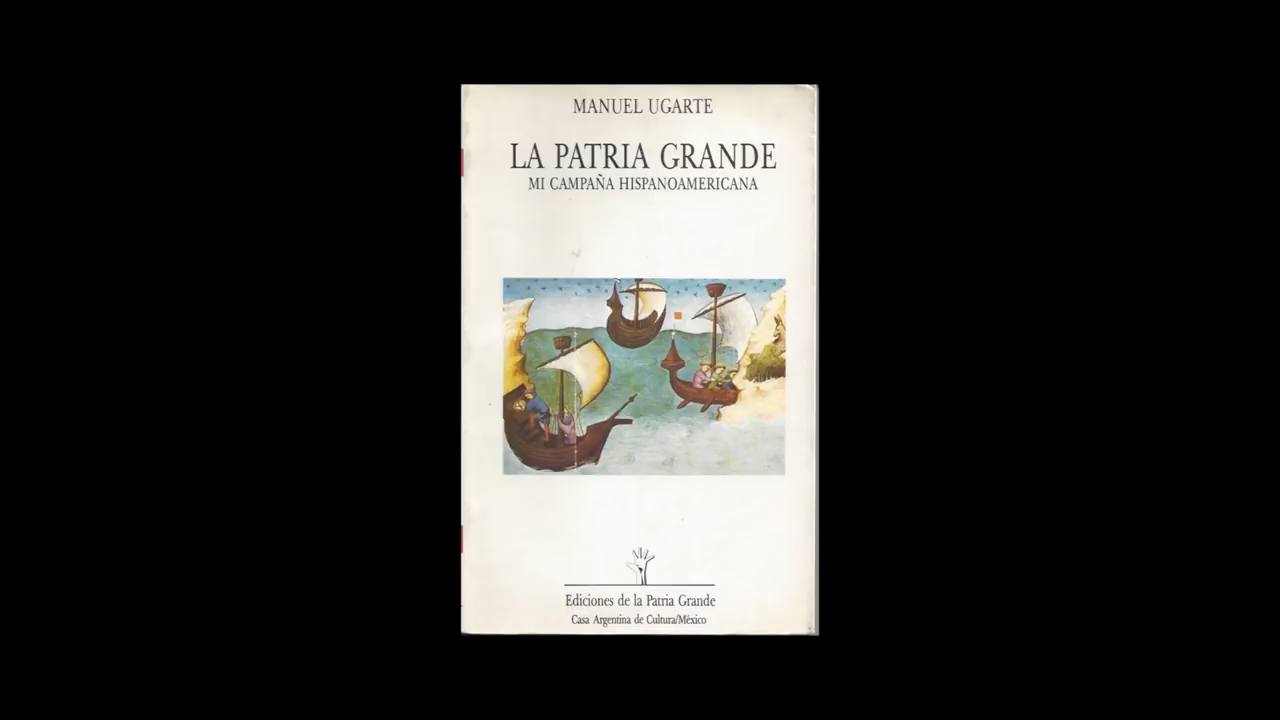 MANUEL UGARTE
LA PATRIA GRANDE
MI CAMPAÑA HISPANOAMERICANA
Ediciones de la Patria Grande
Casa Argentina de Cultura/México